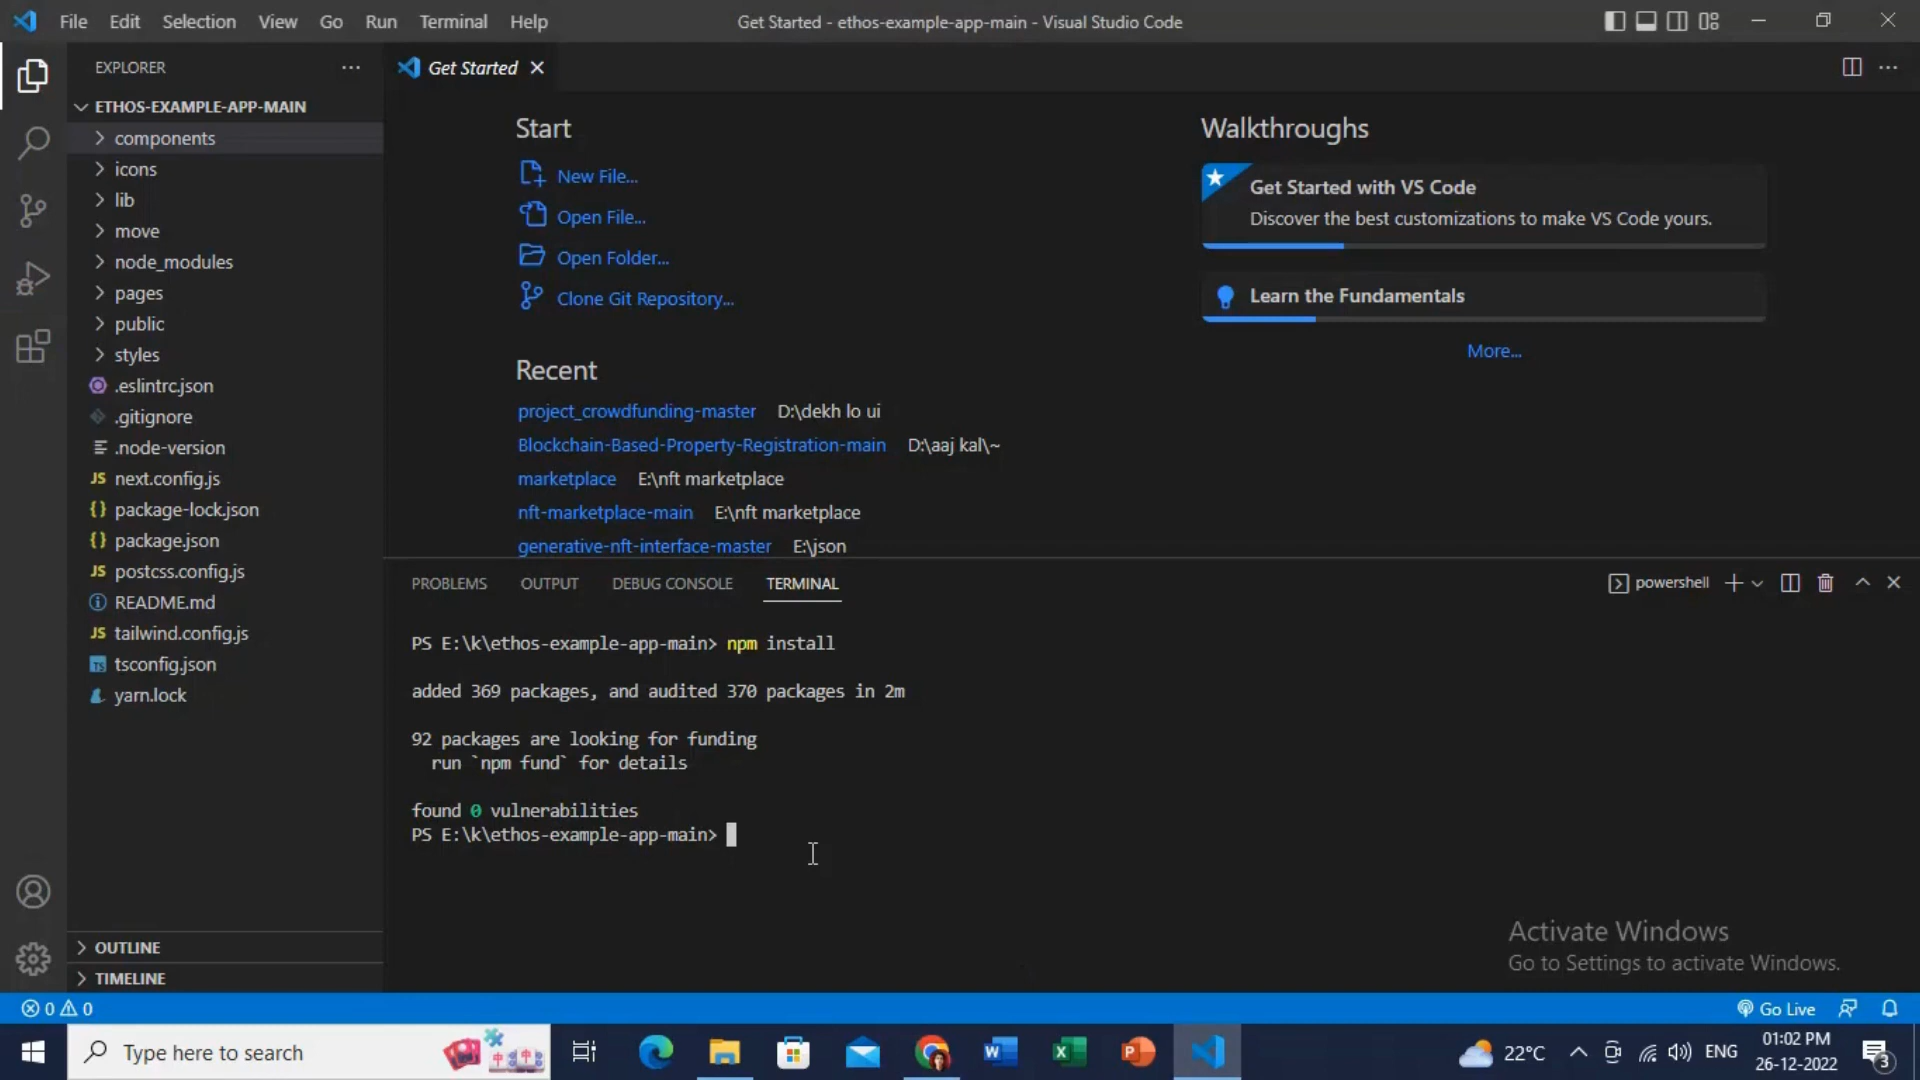 File Edit Selection View Go Run Terminal Help
Get Started - ethos-example-app-main - Visual Studio Code
EXPLORER
Get Started
ETHOS-EXAMPLE-APP-MAIN
components
icons
lib
move
node_modules
pages
public
styles
.eslintrc.json
.gitignore
.node-version
next.config.js
package-lock.json
package.json
postcss.config.js
README.md
tailwind.config.js
tsconfig.json
yarn.lock
OUTLINE
TIMELINE
Start
New File...
Open File...
Open Folder...
Clone Git Repository...
Recent
project_crowdfunding-master D:\dekh lo ui
Blockchain-Based-Property-Registration-main D:\aaj kal\~
marketplace E:\nft marketplace
nft-marketplace-main E:\nft marketplace
generative-nft-interface-master E:\json
Walkthroughs
Get Started with VS Code
Discover the best customizations to make VS Code yours.
Learn the Fundamentals
More...
PROBLEMS OUTPUT DEBUG CONSOLE TERMINAL
powershell
PS E:\k\ethos-example-app-main> npm install
added 369 packages, and audited 370 packages in 2m
92 packages are looking for funding
run `npm fund` for details
found 0 vulnerabilities
PS E:\k\ethos-example-app-main>
Activate Windows
Go to Settings to activate Windows.
0 0
Go Live
Type here to search
22°C
ENG
01:02 PM
26-12-2022
3